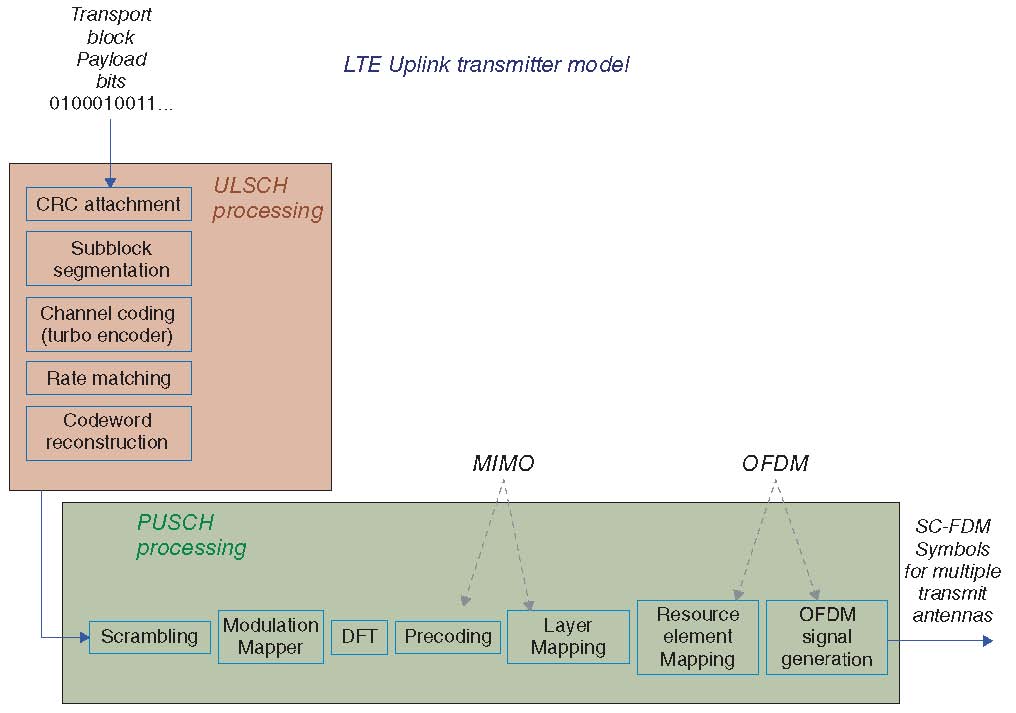 Transport
block
Payload
bits
0100010011...
LTE Uplink transmitter model
ULSCH
processing
CRC attachment
Subblock
segmentation
Channel coding
(turbo encoder)
Rate matching
Codeword
reconstruction
MIMO
OFDM
PUSCH
processing
Scrambling
Modulation
Mapper
DFT
Precoding
Layer
Mapping
Resource
element
Mapping
OFDM
signal
generation
SC-FDM
Symbols
for multiple
transmit
antennas